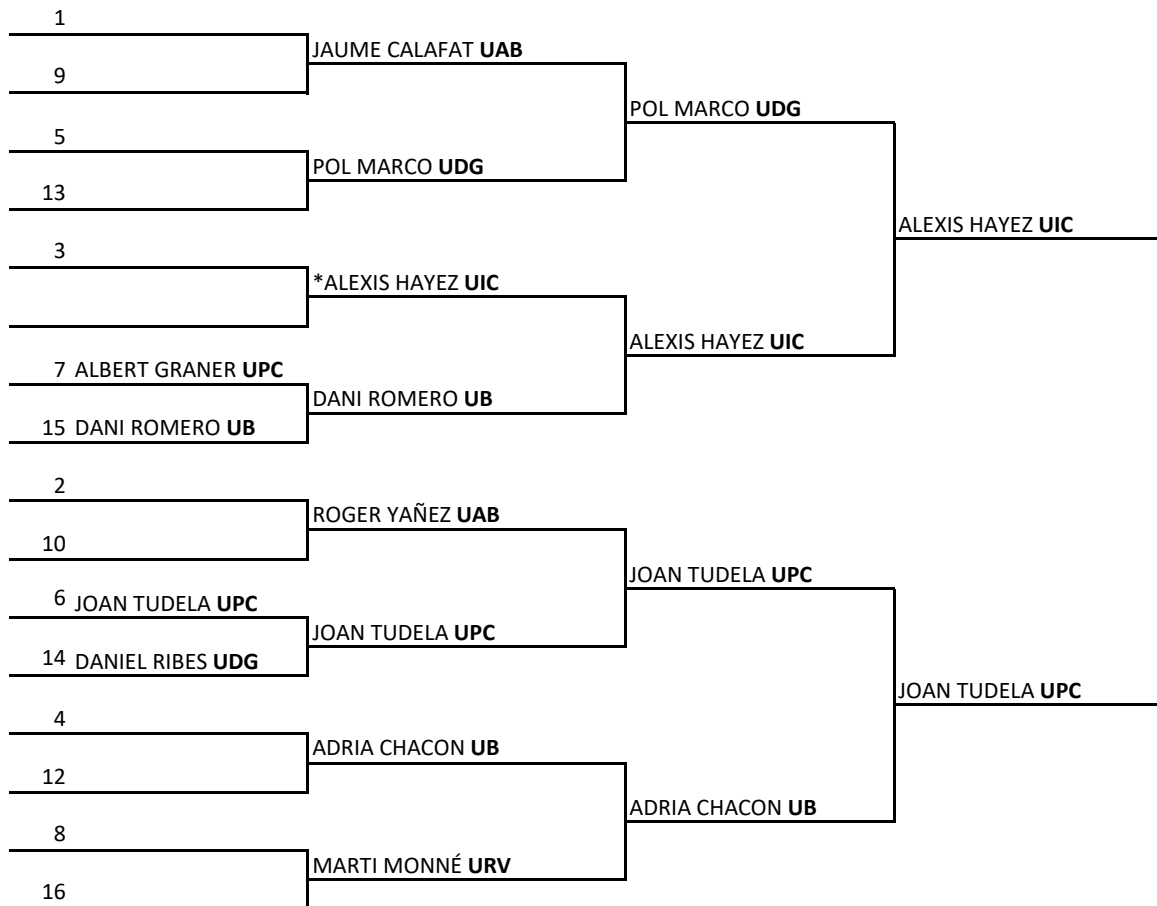 1
JAUME CALAFAT UAB
9
POL MARCO UDG
5
POL MARCO UDG
13
ALEXIS HAYEZ UIC
3
*ALEXIS HAYEZ UIC
ALEXIS HAYEZ UIC
7 ALBERT GRANER UPC
DANI ROMERO UB
15 DANI ROMERO UB
2
ROGER YAÑEZ UAB
10
JOAN TUDELA UPC
6 JOAN TUDELA UPC
JOAN TUDELA UPC
14 DANIEL RIBES UDG
JOAN TUDELA UPC
4
ADRIA CHACON UB
12
ADRIA CHACON UB
8
MARTI MONNÉ URV
16